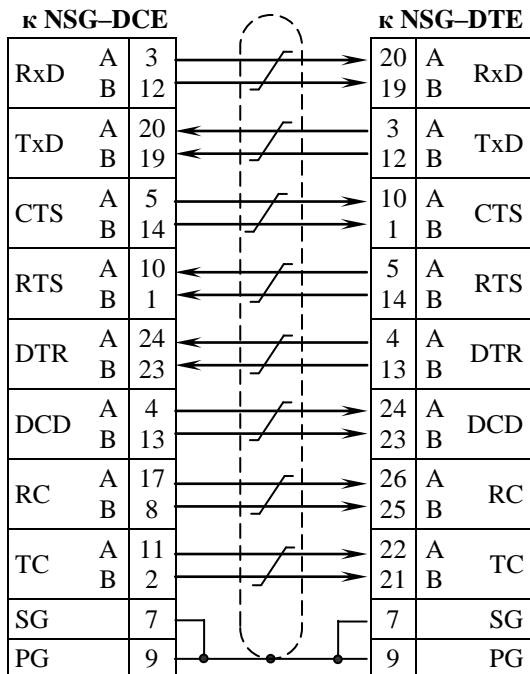 к NSG–DCE к NSG–DTE
RxD A 3 20 A RxD
B 12 19 B
TxD A 20 3 A TxD
B 19 12 B
CTS A 5 10 A CTS
B 14 1 B
RTS A 10 5 A RTS
B 1 14 B
DTR A 24 4 A DTR
B 23 13 B
DCD A 4 24 A DCD
B 13 23 B
RC A 17 26 A RC
B 8 25 B
TC A 11 22 A TC
B 2 21 B
SG 7 7 SG
PG 9 9 PG